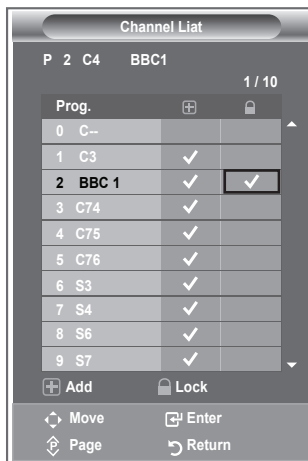 Channel Liat
P 2 C4 BBC1
1 / 10
Prog.
0 C--
1 C3
2 BBC 1
3 C74
4 C75
5 C76
6 S3
7 S4
8 S6
9 S7
Add Lock
Move Enter
Page Return